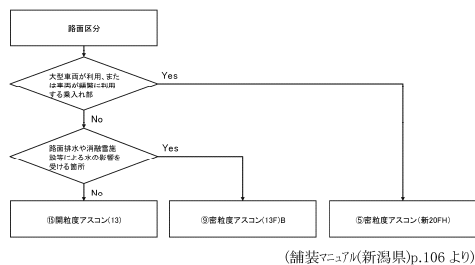 路面区分
大型車両が利用、また
は車両が頻繁に利用
する乗入れ部
Yes
No
路面排水や消融雪施
設等による水の影響を
受ける箇所
Yes
No
⑮開粒度アスコン(13)
⑨密粒度アスコン(13F)B
⑤密粒度アスコン(新20FH)
(舗装マニュアル(新潟県)p.106 より)